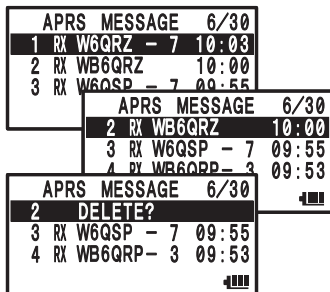 APRS MESSAGE 6/30
1 RX W6QRZ - 7 10:03
2 RX WB6QRZ 10:00
3 RX W6QSP - 7 09:55
APRS MESSAGE 6/30
2 RX WB6QRZ 10:00
3 RX W6QSP - 7 09:55
4 RX WB6QRP- 3 09:53
APRS MESSAGE 6/30
2 DELETE?
3 RX W6QSP - 7 09:55
4 RX WB6QRP- 3 09:53